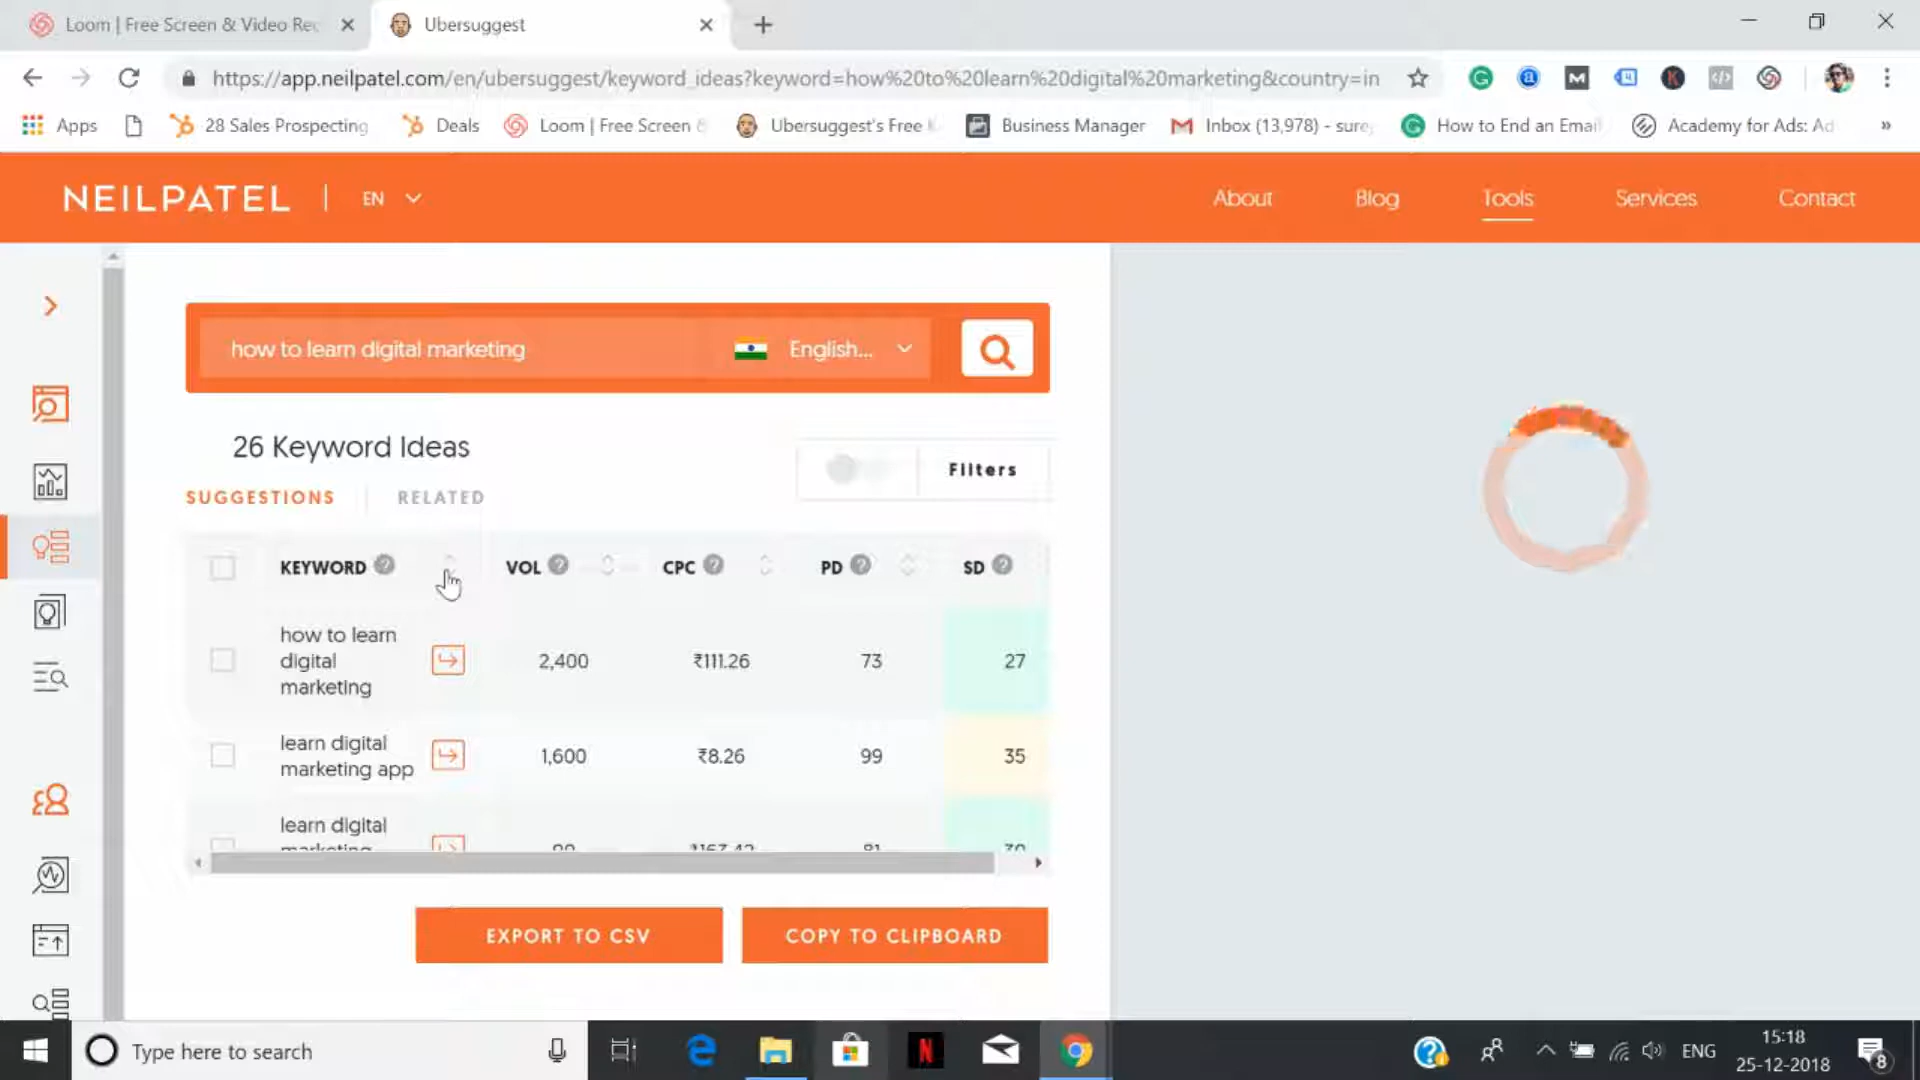 Loom | Free Screen & Video Rec
Ubersuggest
https://app.neilpatel.com/en/ubersuggest/keyword_ideas?keyword=how%20to%20learn%20digital%20marketing&country=in
Apps
28 Sales Prospecting
Deals
Loom | Free Screen &
Ubersuggest's Free K
Business Manager
Inbox (13,978) - sure
How to End an Email
Academy for Ads: Ad
NEILPATEL | EN
About
Blog
Tools
Services
Contact
how to learn digital marketing
English...
26 Keyword Ideas
Filters
SUGGESTIONS
RELATED
KEYWORD
VOL
CPC
PD
SD
how to learn
digital
marketing
2,400
₹111.26
73
27
learn digital
marketing app
1,600
₹8.26
99
35
learn digital
marketing
EXPORT TO CSV
COPY TO CLIPBOARD
Type here to search
ENG
15:18
25-12-2018
8